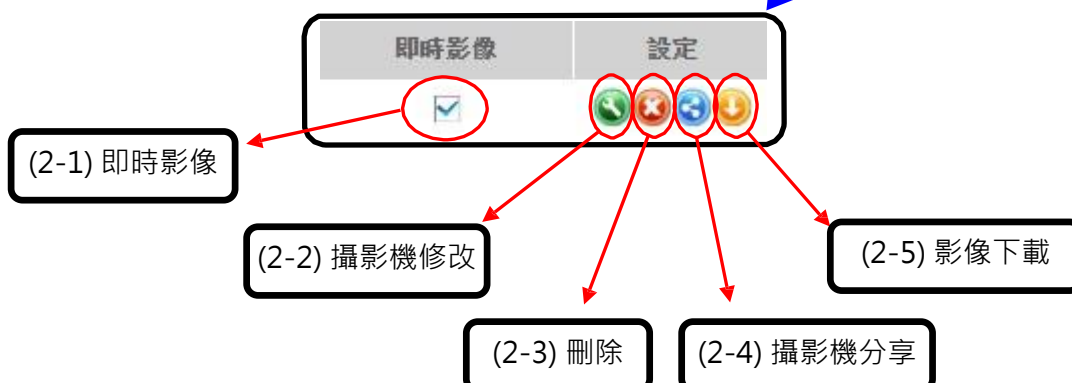 即時影像 設定
(2-1) 即時影像
(2-2) 攝影機修改
(2-5) 影像下載
(2-3) 刪除
(2-4) 攝影機分享